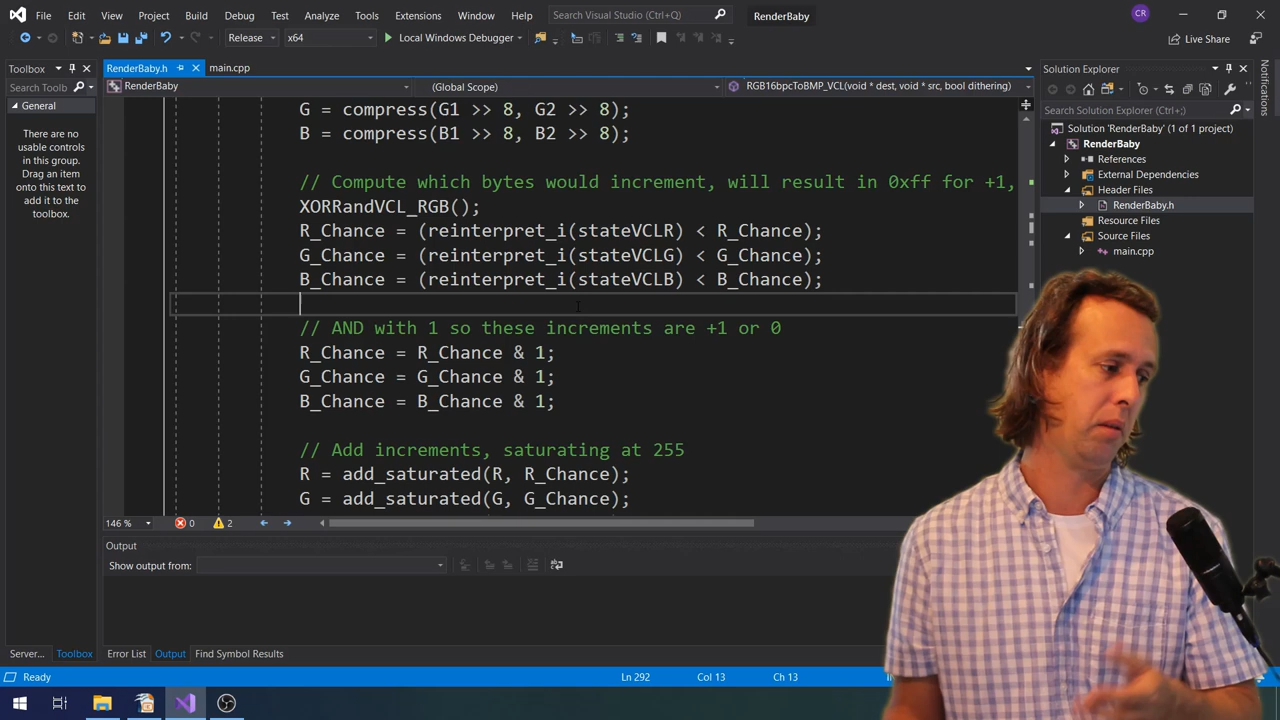 File Edit View Project Build Debug Test Analyze Tools Extensions Window Help Search Visual Studio (Ctrl+Q) RenderBaby CR
Release x64 Local Windows Debugger Live Share
Toolbox RenderBaby.h main.cpp Solution Explorer Notifications
Search Toolb RenderBaby (Global Scope) RGB16bpcToBMP_VCL(void * dest, void * src, bool dithering)
General
There are no
usable controls
in this group.
Drag an item
onto this text to
add it to the
toolbox.
Search Solution Explorer (Ctrl+;)
Solution 'RenderBaby' (1 of 1 project)
RenderBaby
References
External Dependencies
Header Files
RenderBaby.h
Resource Files
Source Files
main.cpp
G = compress(G1 >> 8, G2 >> 8);
B = compress(B1 >> 8, B2 >> 8);
// Compute which bytes would increment, will result in 0xff for +1,
XORRandVCL_RGB();
R_Chance = (reinterpret_i(stateVCLR) < R_Chance);
G_Chance = (reinterpret_i(stateVCLG) < G_Chance);
B_Chance = (reinterpret_i(stateVCLB) < B_Chance);
// AND with 1 so these increments are +1 or 0
R_Chance = R_Chance & 1;
G_Chance = G_Chance & 1;
B_Chance = B_Chance & 1;
// Add increments, saturating at 255
R = add_saturated(R, R_Chance);
G = add_saturated(G, G_Chance);
146 % 0 2
Output
Show output from:
Server... Toolbox Error List Output Find Symbol Results
Ready Ln 292 Col 13 Ch 13